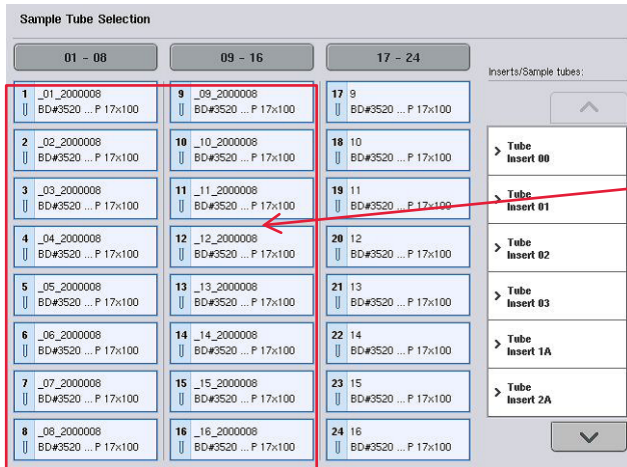 Sample Tube Selection
01 - 08
09 - 16
17 - 24
Inserts/Sample tubes:
1 _01_2000008
BD#3520 ... P 17x100
2 _02_2000008
BD#3520 ... P 17x100
3 _03_2000008
BD#3520 ... P 17x100
4 _04_2000008
BD#3520 ... P 17x100
5 _05_2000008
BD#3520 ... P 17x100
6 _06_2000008
BD#3520 ... P 17x100
7 _07_2000008
BD#3520 ... P 17x100
8 _08_2000008
BD#3520 ... P 17x100
9 _09_2000008
BD#3520 ... P 17x100
10 _10_2000008
BD#3520 ... P 17x100
11 _11_2000008
BD#3520 ... P 17x100
12 _12_2000008
BD#3520 ... P 17x100
13 _13_2000008
BD#3520 ... P 17x100
14 _14_2000008
BD#3520 ... P 17x100
15 _15_2000008
BD#3520 ... P 17x100
16 _16_2000008
BD#3520 ... P 17x100
17 9
BD#3520 ... P 17x100
18 10
BD#3520 ... P 17x100
19 11
BD#3520 ... P 17x100
20 12
BD#3520 ... P 17x100
21 13
BD#3520 ... P 17x100
22 14
BD#3520 ... P 17x100
23 15
BD#3520 ... P 17x100
24 16
BD#3520 ... P 17x100
> Tube
Insert 00
> Tube
Insert 01
> Tube
Insert 02
> Tube
Insert 03
> Tube
Insert 1A
> Tube
Insert 2A